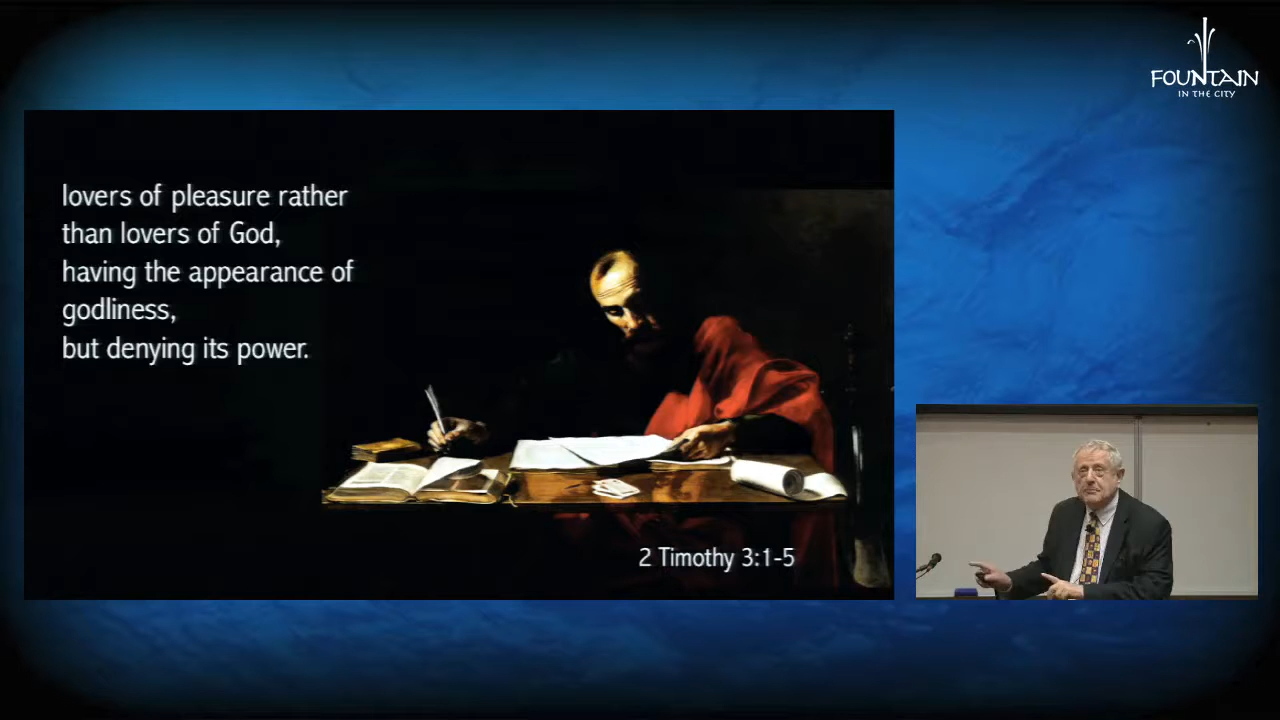 FOUNTAIN
IN THE CITY
lovers of pleasure rather
than lovers of God,
having the appearance of
godliness,
but denying its power.
2 Timothy 3:1-5